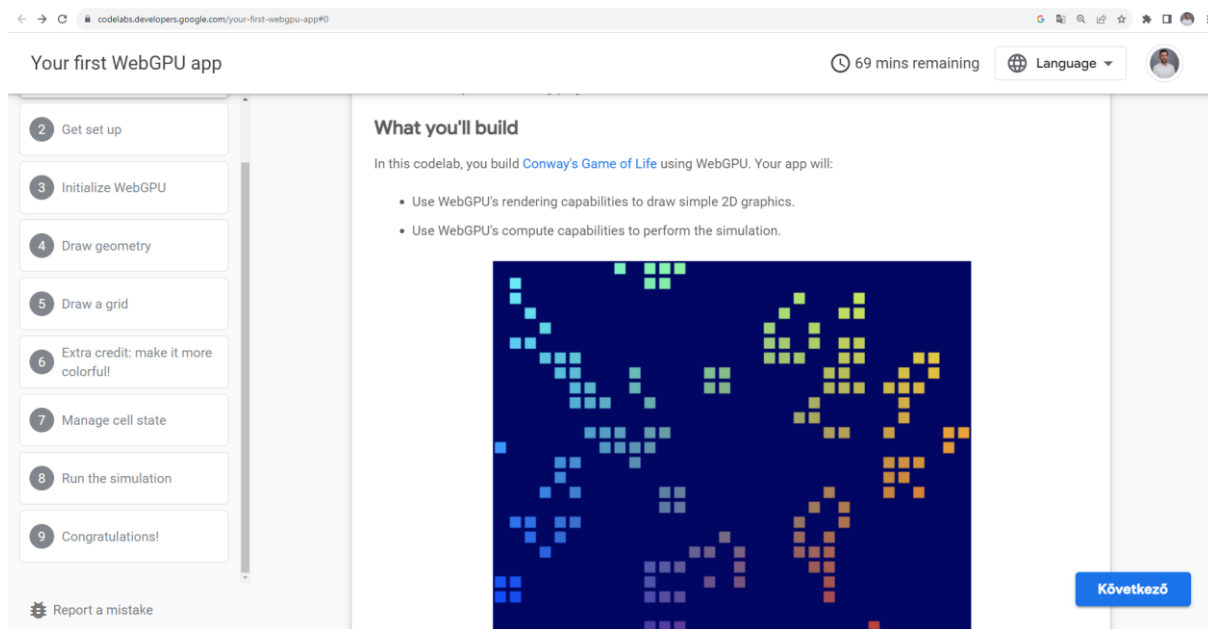 codelabs.developers.google.com/your-first-webgpu-app#0
Your first WebGPU app
69 mins remaining
Language
2 Get set up
3 Initialize WebGPU
4 Draw geometry
5 Draw a grid
6 Extra credit: make it more
colorful!
7 Manage cell state
8 Run the simulation
9 Congratulations!
Report a mistake
What you'll build
In this codelab, you build Conway's Game of Life using WebGPU. Your app will:
• Use WebGPU's rendering capabilities to draw simple 2D graphics.
• Use WebGPU's compute capabilities to perform the simulation.
Következő